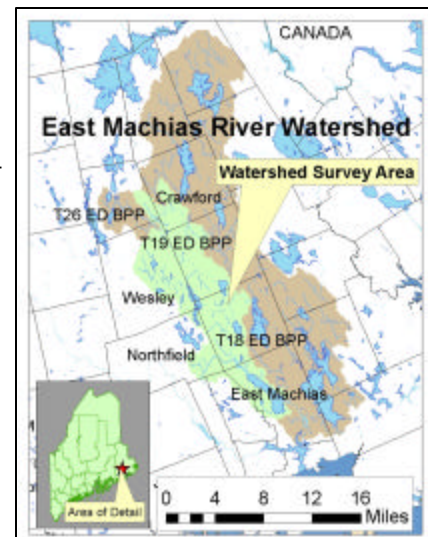 CANADA
East Machias River Watershed
Watershed Survey Area
Crawford
T26 ED BPP
T19 ED BPP
Wesley
T18 ED BPP
Northfield
East Machias
Area of Detail
0 4 8 12 16
Miles